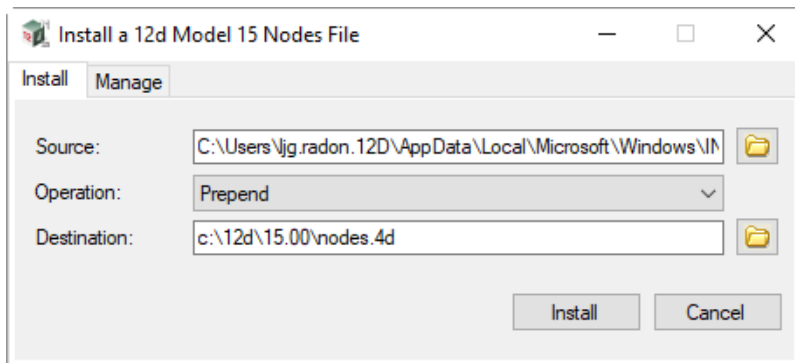 Install a 12d Model 15 Nodes File
Install Manage
Source: C:\Users\ljg.radon.12D\AppData\Local\Microsoft\Windows\IN
Operation: Prepend
Destination: c:\12d\15.00\nodes.4d
Install Cancel